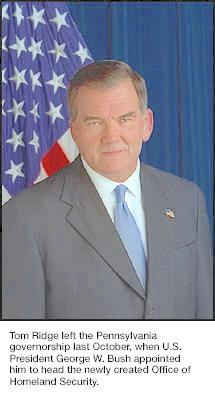 Tom Ridge left the Pennsylvania
governorship last October, when U.S.
President George W. Bush appointed
him to head the newly created Office of
Homeland Security.